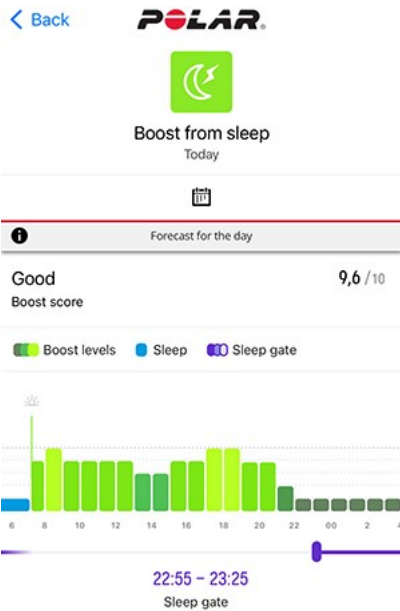 Back
POLAR
Boost from sleep
Today
Forecast for the day
Good
9,6 /10
Boost score
Boost levels Sleep Sleep gate
6 8 10 12 14 16 18 20 22 00 2 4
22:55 – 23:25
Sleep gate